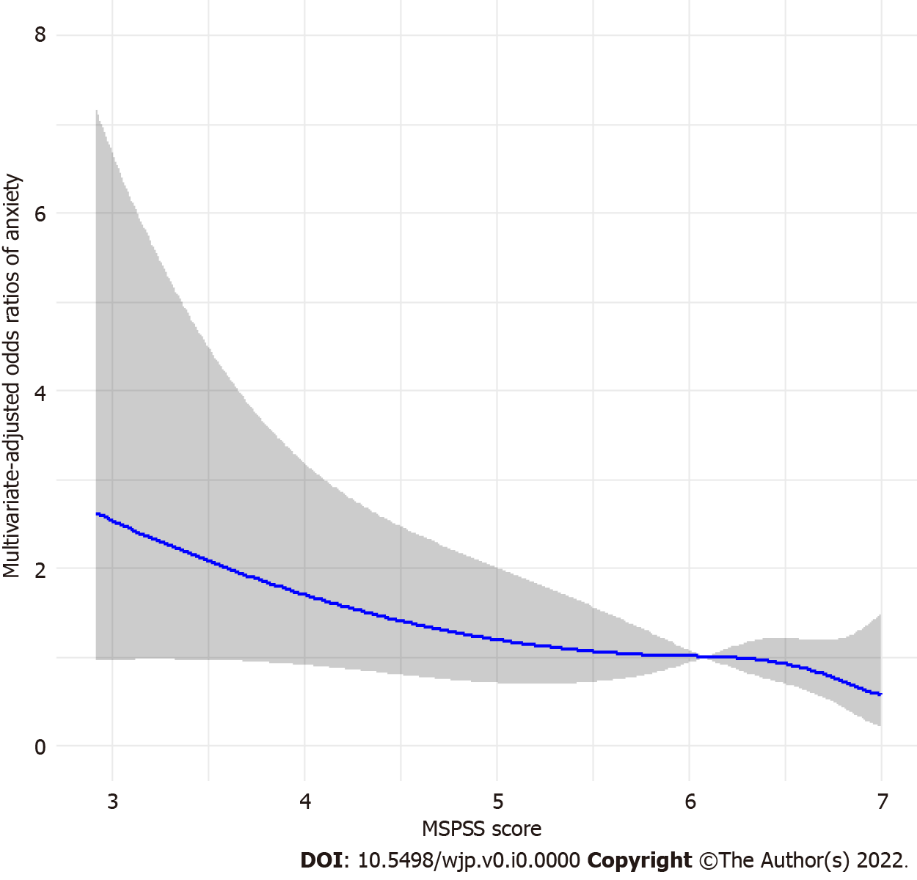 8
6
4
2
0
Multivariate-adjusted odds ratios of anxiety
3 4 5 6 7
MSPSS score
DOI: 10.5498/wjp.v0.i0.0000 Copyright ©The Author(s) 2022.